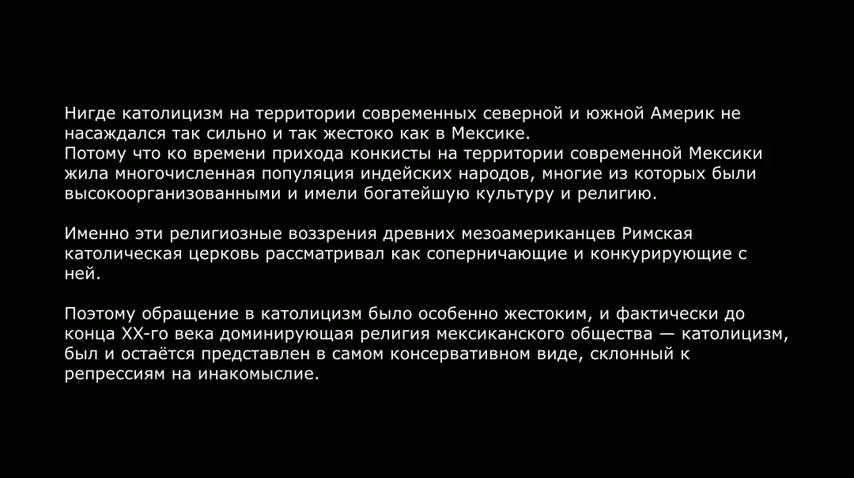 Нигде католицизм на территории современных северной и южной Америк не
насаждался так сильно и так жестоко как в Мексике.
Потому что ко времени прихода конкисты на территории современной Мексики
жила многочисленная популяция индейских народов, многие из которых были
высокоорганизованными и имели богатейшую культуру и религию.
Именно эти религиозные воззрения древних мезоамериканцев Римская
католическая церковь рассматривал как соперничающие и конкурирующие с
ней.
Поэтому обращение в католицизм было особенно жестоким, и фактически до
конца XX-го века доминирующая религия мексиканского общества — католицизм,
был и остаётся представлен в самом консервативном виде, склонный к
репрессиям на инакомыслие.